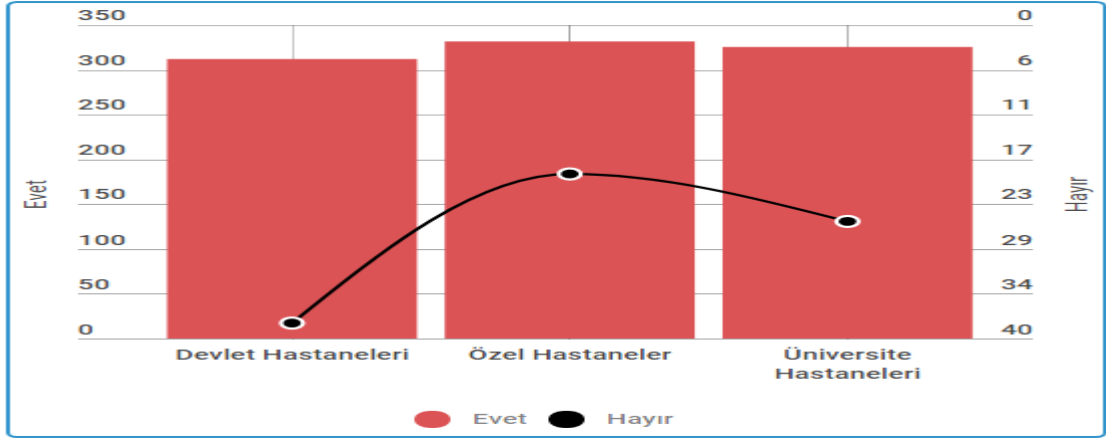 350
300
250
200
150
100
50
0
Evet
0
6
11
17
23
29
34
40
Hayır
Devlet Hastaneleri
Özel Hastaneler
Üniversite
Hastaneleri
Evet
Hayır